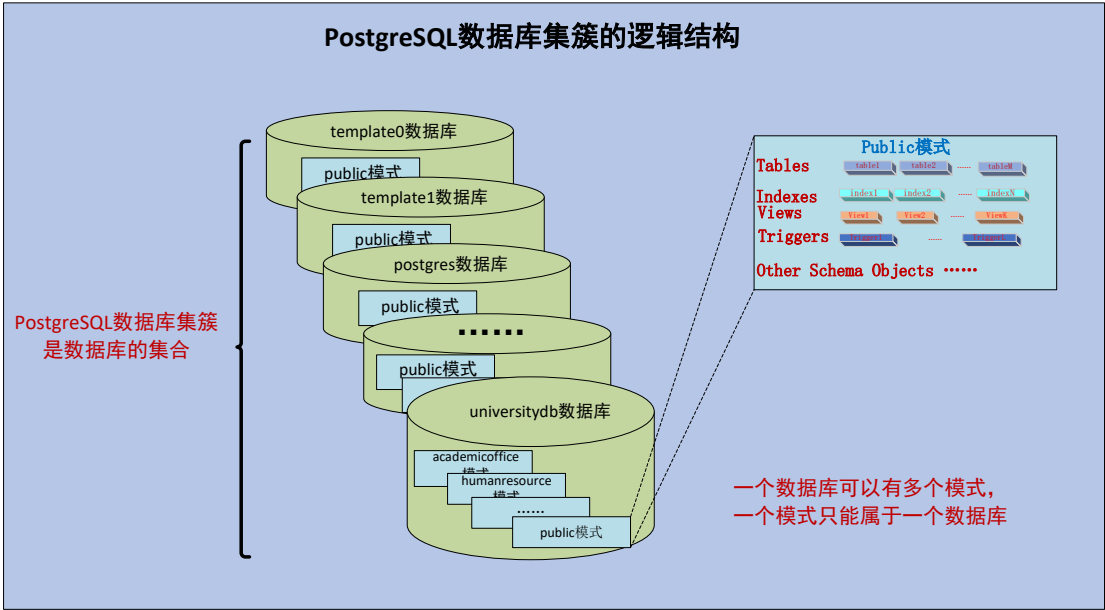 PostgreSQL数据库集簇的逻辑结构
template0数据库
public模式
template1数据库
public模式
postgres数据库
public模式
······
public模式
universitydb数据库
academicoffice
模式
humanresource
模式
......
public模式
PostgreSQL数据库集簇
是数据库的集合
Public模式
Tables
table1 table2 ...... tableM
Indexes
index1 index2 ...... indexN
Views
View1 View2 ...... ViewK
Triggers
Trigger1 ......
Other Schema Objects ······
一个数据库可以有多个模式，
一个模式只能属于一个数据库